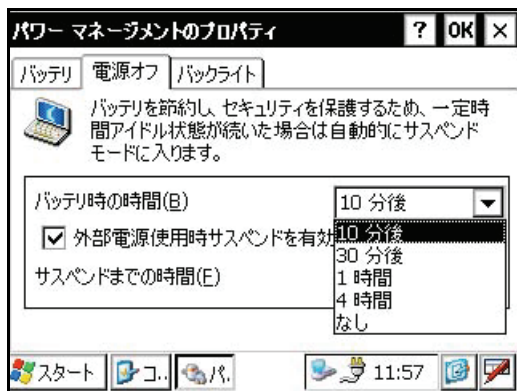 パワー マネージメントのプロパティ ? OK ×
バッテリ 電源オフ バックライト
バッテリを節約し、セキュリティを保護するため、一定時
間アイドル状態が続いた場合は自動的にサスペンド
モードに入ります。
バッテリ時の時間(B) 10 分後
外部電源使用時サスペンドを有効
10 分後
30 分後
サスペンドまでの時間(E)
1 時間
4 時間
なし
スタート コ.. パ. 11:57